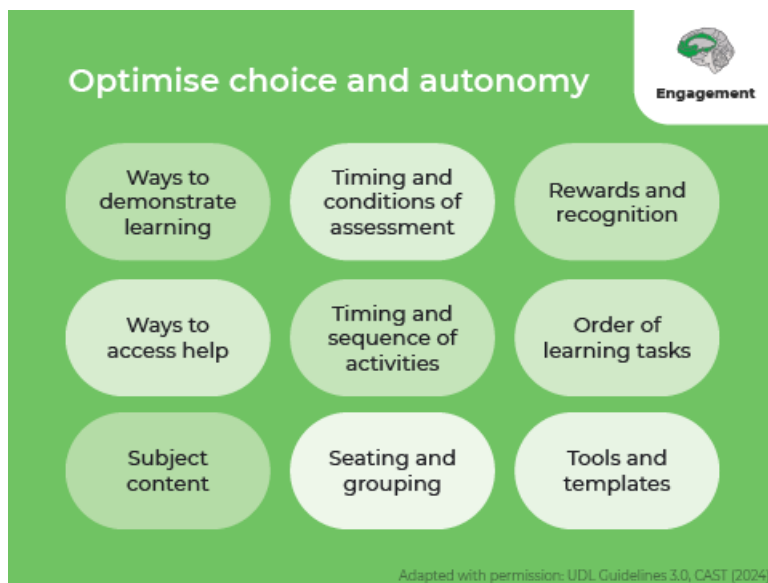 Optimise choice and autonomy
Engagement
Ways to
demonstrate
learning
Timing and
conditions of
assessment
Rewards and
recognition
Ways to
access help
Timing and
sequence of
activities
Order of
learning tasks
Subject
content
Seating and
grouping
Tools and
templates
Adapted with permission: UDL Guidelines 3.0, CAST (2024)